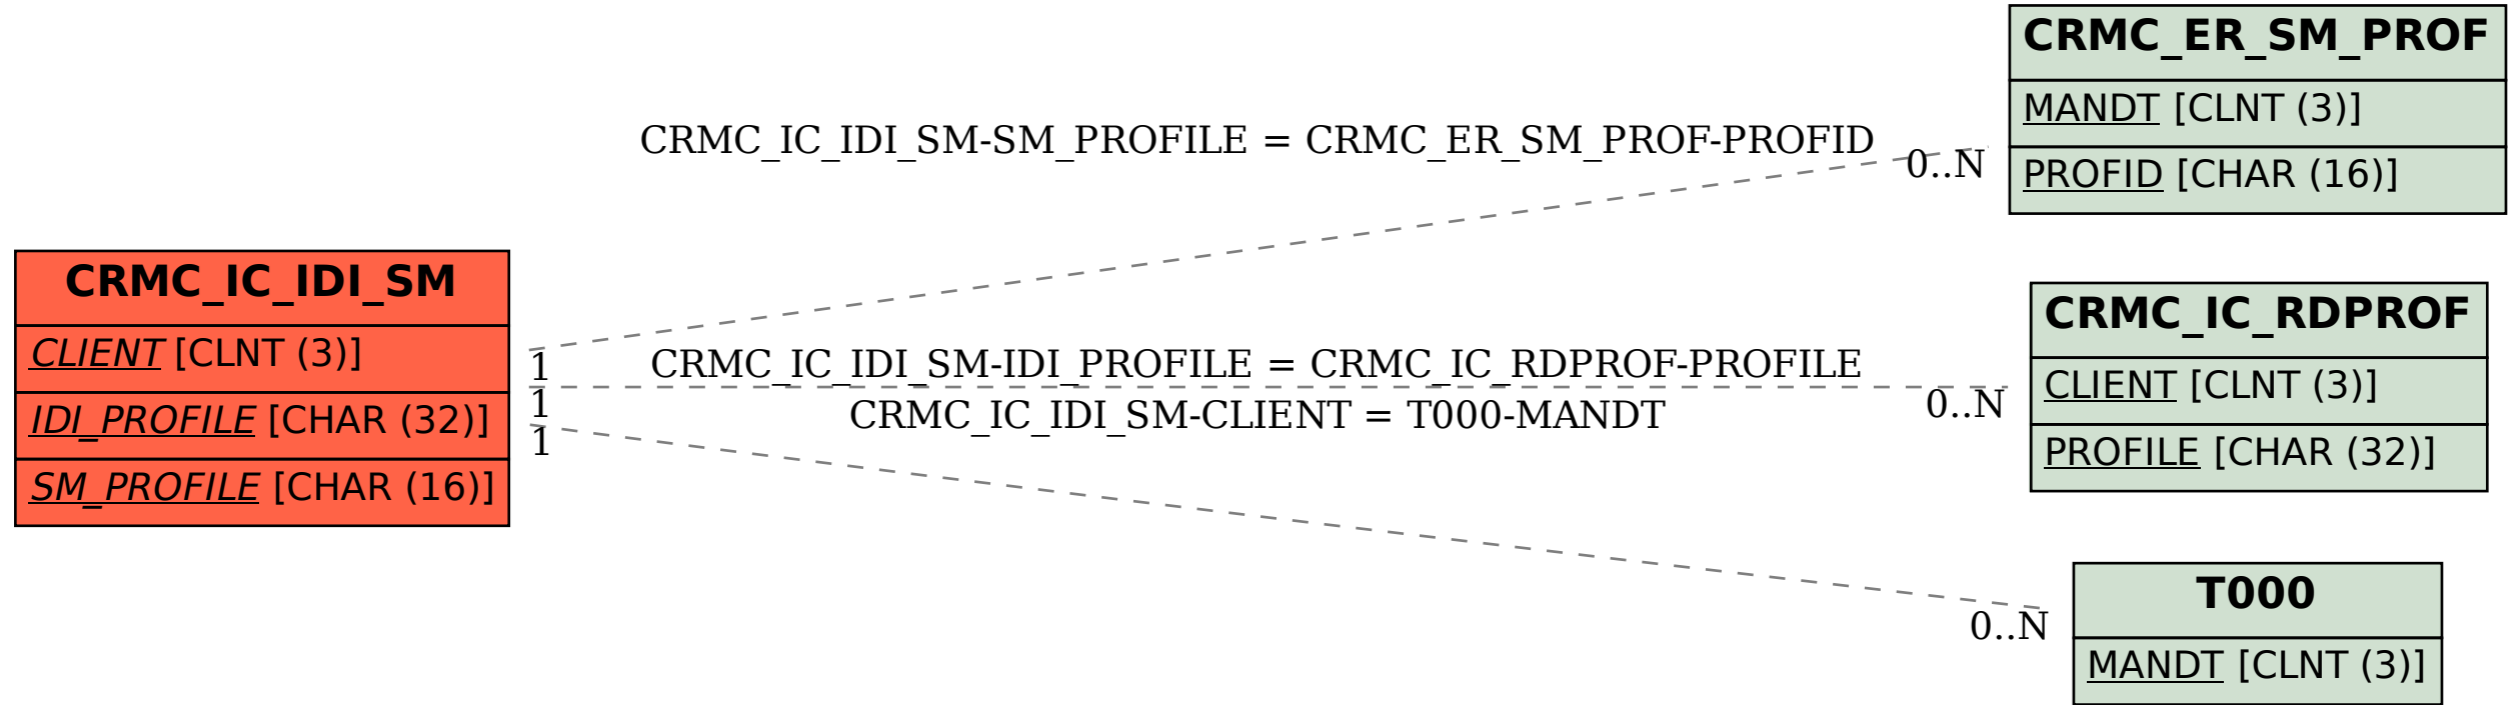 CRMC_ER_SM_PROF
MANDT [CLNT (3)]
PROFID [CHAR (16)]
CRMC_IC_IDI_SM-SM_PROFILE = CRMC_ER_SM_PROF-PROFID
0..N
CRMC_IC_IDI_SM
CLIENT [CLNT (3)]
IDI_PROFILE [CHAR (32)]
SM_PROFILE [CHAR (16)]
1
1
1
CRMC_IC_IDI_SM-IDI_PROFILE = CRMC_IC_RDPROF-PROFILE
CRMC_IC_IDI_SM-CLIENT = T000-MANDT
0..N
CRMC_IC_RDPROF
CLIENT [CLNT (3)]
PROFILE [CHAR (32)]
0..N
T000
MANDT [CLNT (3)]